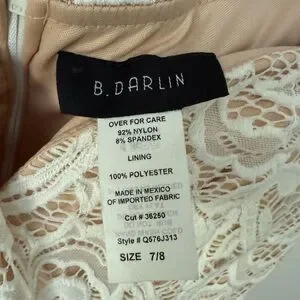 B. DARLIN
OVER FOR CARE
92% NYLON
8% SPANDEX
LINING
100% POLYESTER
MADE IN MEXICO
OF IMPORTED FABRIC
Cut # 36250
Style # Q576J313
SIZE 7/8